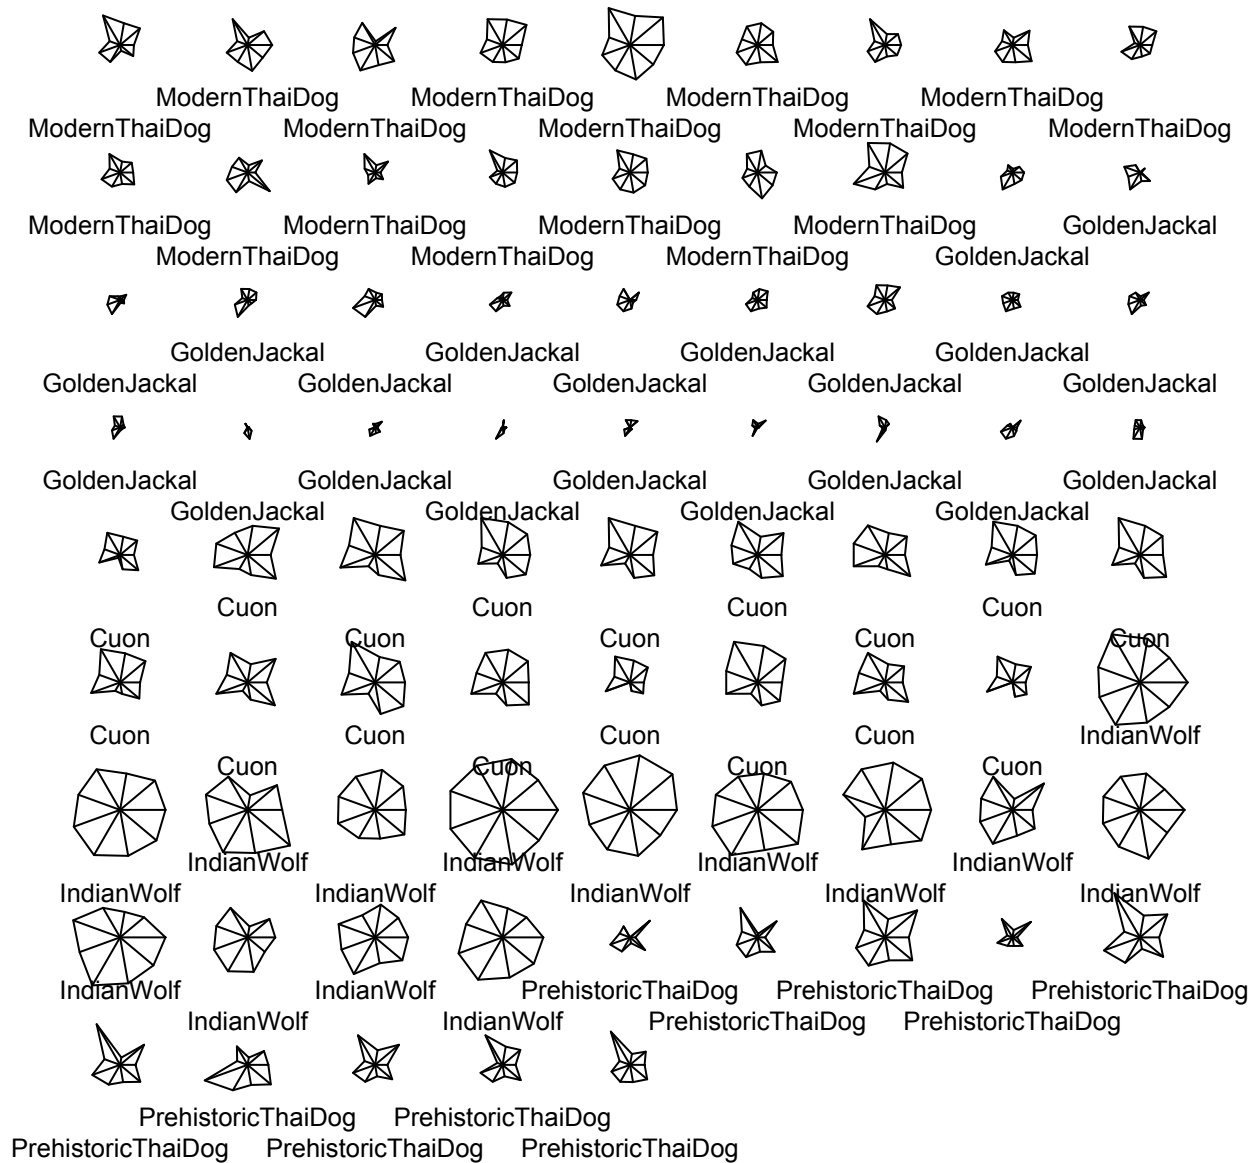 ModernThaiDog ModernThaiDog ModernThaiDog ModernThaiDog
ModernThaiDog ModernThaiDog ModernThaiDog ModernThaiDog ModernThaiDog
ModernThaiDog ModernThaiDog ModernThaiDog ModernThaiDog GoldenJackal
ModernThaiDog ModernThaiDog ModernThaiDog GoldenJackal
GoldenJackal GoldenJackal GoldenJackal GoldenJackal
GoldenJackal GoldenJackal GoldenJackal GoldenJackal GoldenJackal
GoldenJackal GoldenJackal GoldenJackal GoldenJackal GoldenJackal
GoldenJackal GoldenJackal GoldenJackal GoldenJackal
Cuon Cuon Cuon Cuon
Cuon Cuon Cuon Cuon Cuon
Cuon Cuon Cuon Cuon IndianWolf
Cuon Cuon Cuon Cuon
IndianWolf IndianWolf IndianWolf IndianWolf
IndianWolf IndianWolf IndianWolf IndianWolf IndianWolf
IndianWolf IndianWolf PrehistoricThaiDog PrehistoricThaiDog PrehistoricThaiDog
IndianWolf IndianWolf PrehistoricThaiDog PrehistoricThaiDog
PrehistoricThaiDog PrehistoricThaiDog
PrehistoricThaiDog PrehistoricThaiDog PrehistoricThaiDog